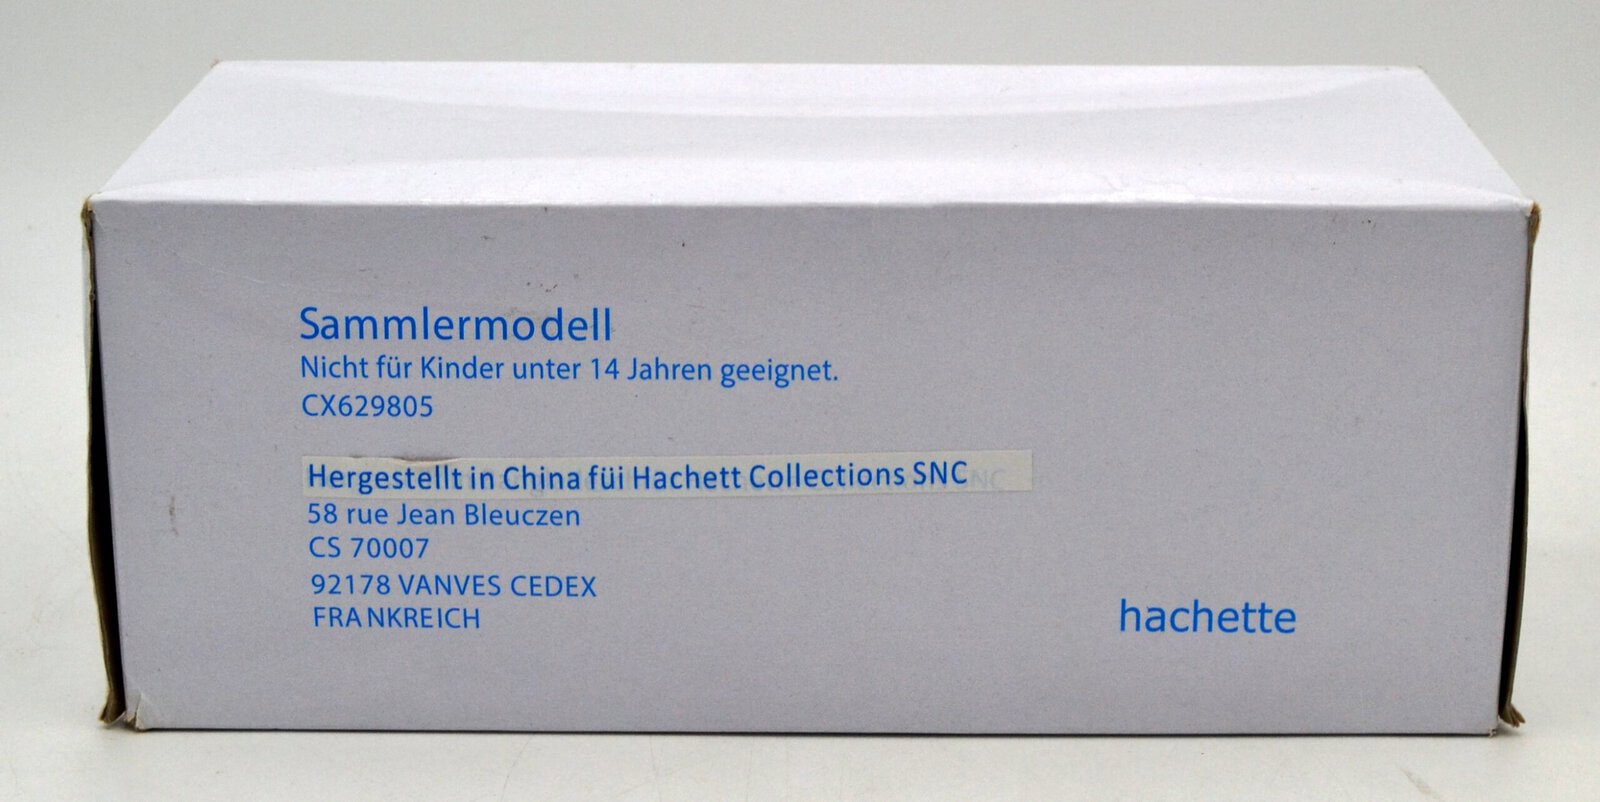 Sammlermodell
Nicht für Kinder unter 14 Jahren geeignet.
CX629805
Hergestellt in China füi Hachett Collections SNC
58 rue Jean Bleuczen
CS 70007
92178 VANVES CEDEX
FRANKREICH
hachette